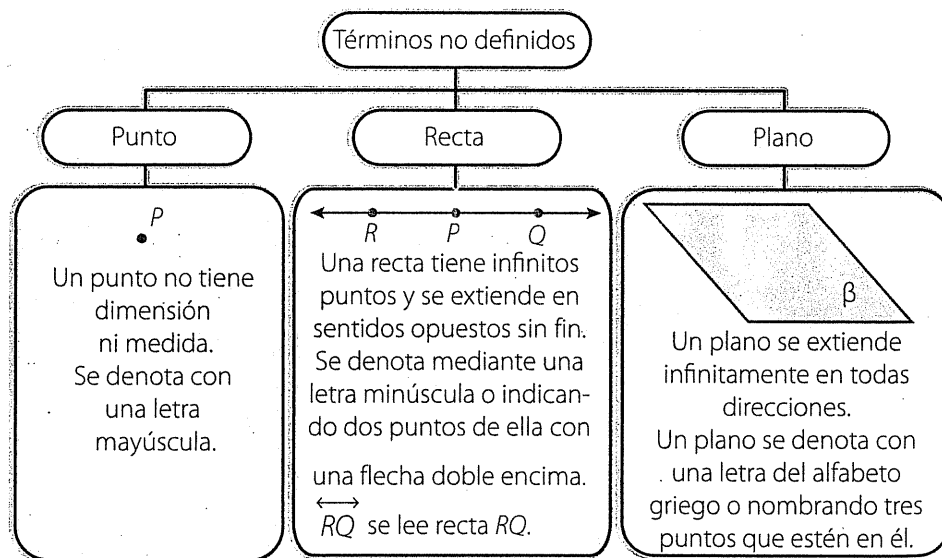 Términos no definidos
Punto
Recta
Plano
P
Un punto no tiene
dimensión
ni medida.
Se denota con
una letra
mayúscula.
R P Q
Una recta tiene infinitos
puntos y se extiende en
sentidos opuestos sin fin.
Se denota mediante una
letra minúscula o indican-
do dos puntos de ella con
una flecha doble encima.
RQ se lee recta RQ.
β
Un plano se extiende
infinitamente en todas
direcciones.
Un plano se denota con
una letra del alfabeto
griego o nombrando tres
puntos que estén en él.